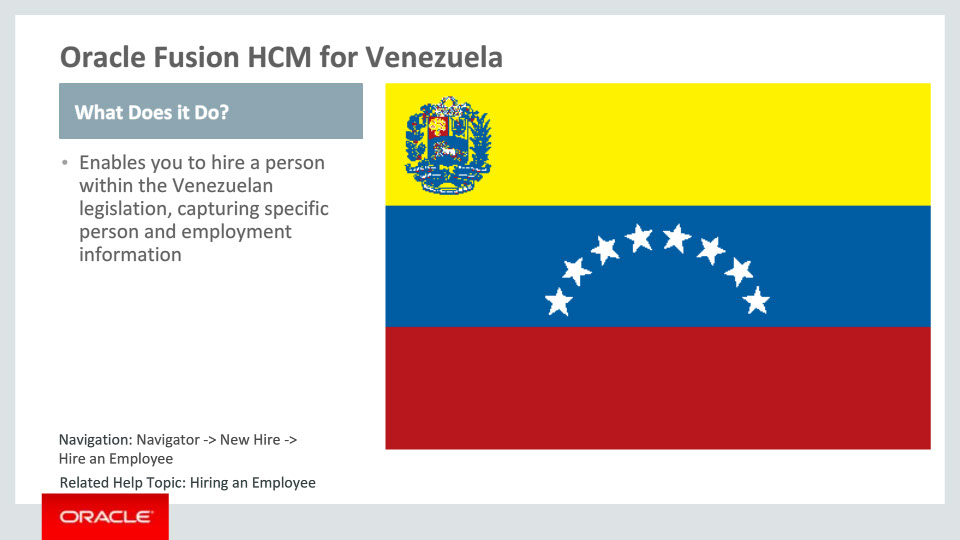 Oracle Fusion HCM for Venezuela
What Does it Do?
• Enables you to hire a person
within the Venezuelan
legislation, capturing specific
person and employment
information
Navigation: Navigator -> New Hire ->
Hire an Employee
Related Help Topic: Hiring an Employee
ORACLE